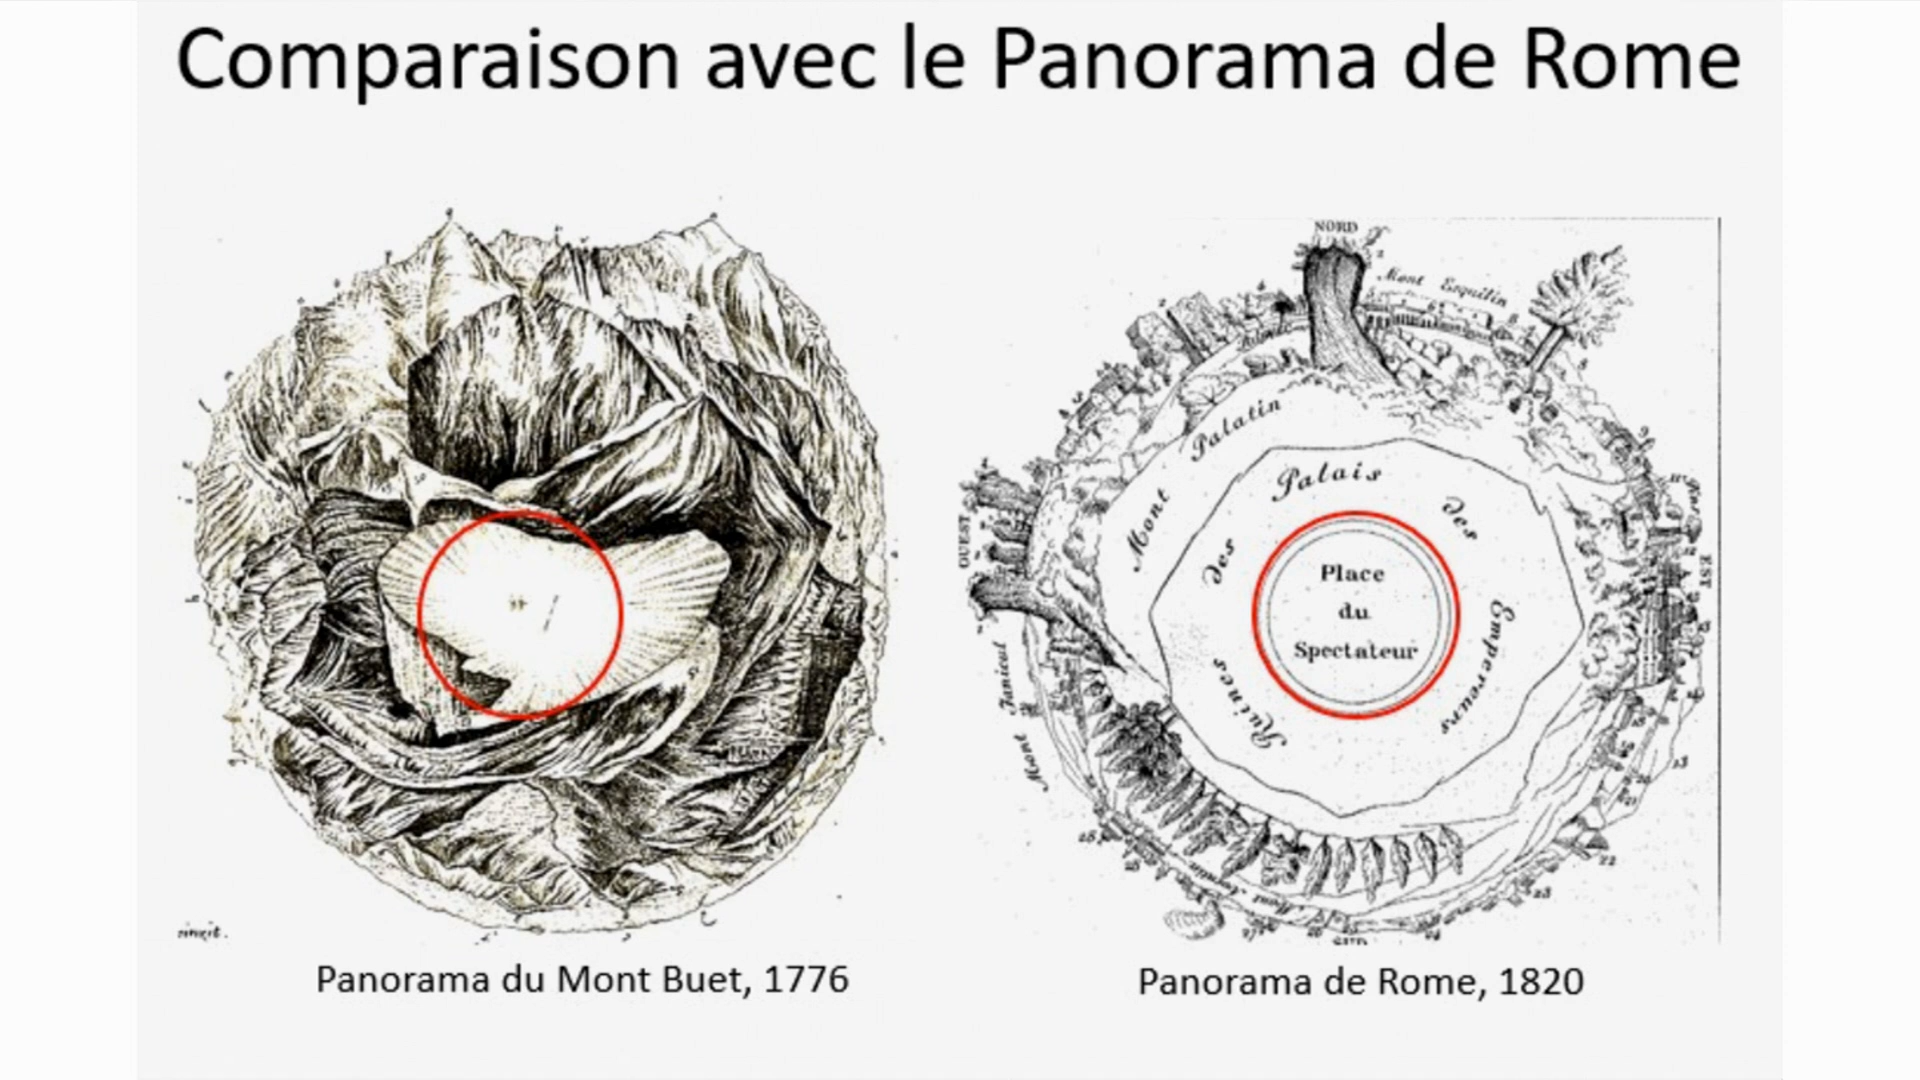 Comparaison avec le Panorama de Rome
NORD
Mont Esquilin
Mont Palatin
Palais des
Ruines des Empereurs
Place
du
Spectateur
OUEST
EST
Mont Janicul
Panorama du Mont Buet, 1776
Panorama de Rome, 1820